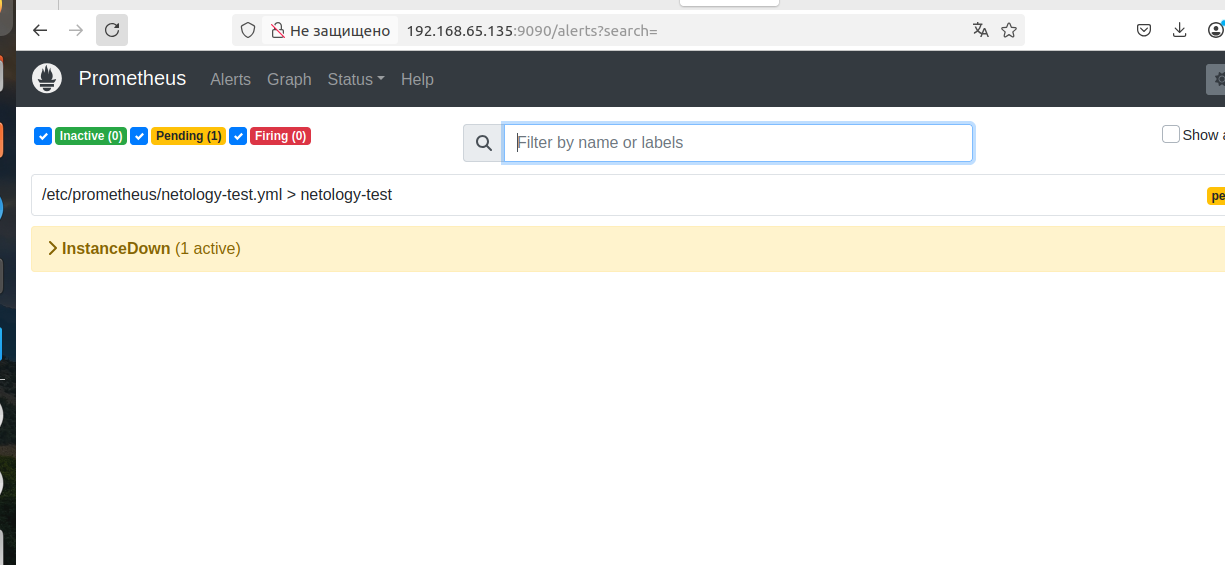 Не защищено 192.168.65.135:9090/alerts?search=
Prometheus Alerts Graph Status Help
Inactive (0) Pending (1) Firing (0) Filter by name or labels Show
/etc/prometheus/netology-test.yml > netology-test
InstanceDown (1 active)